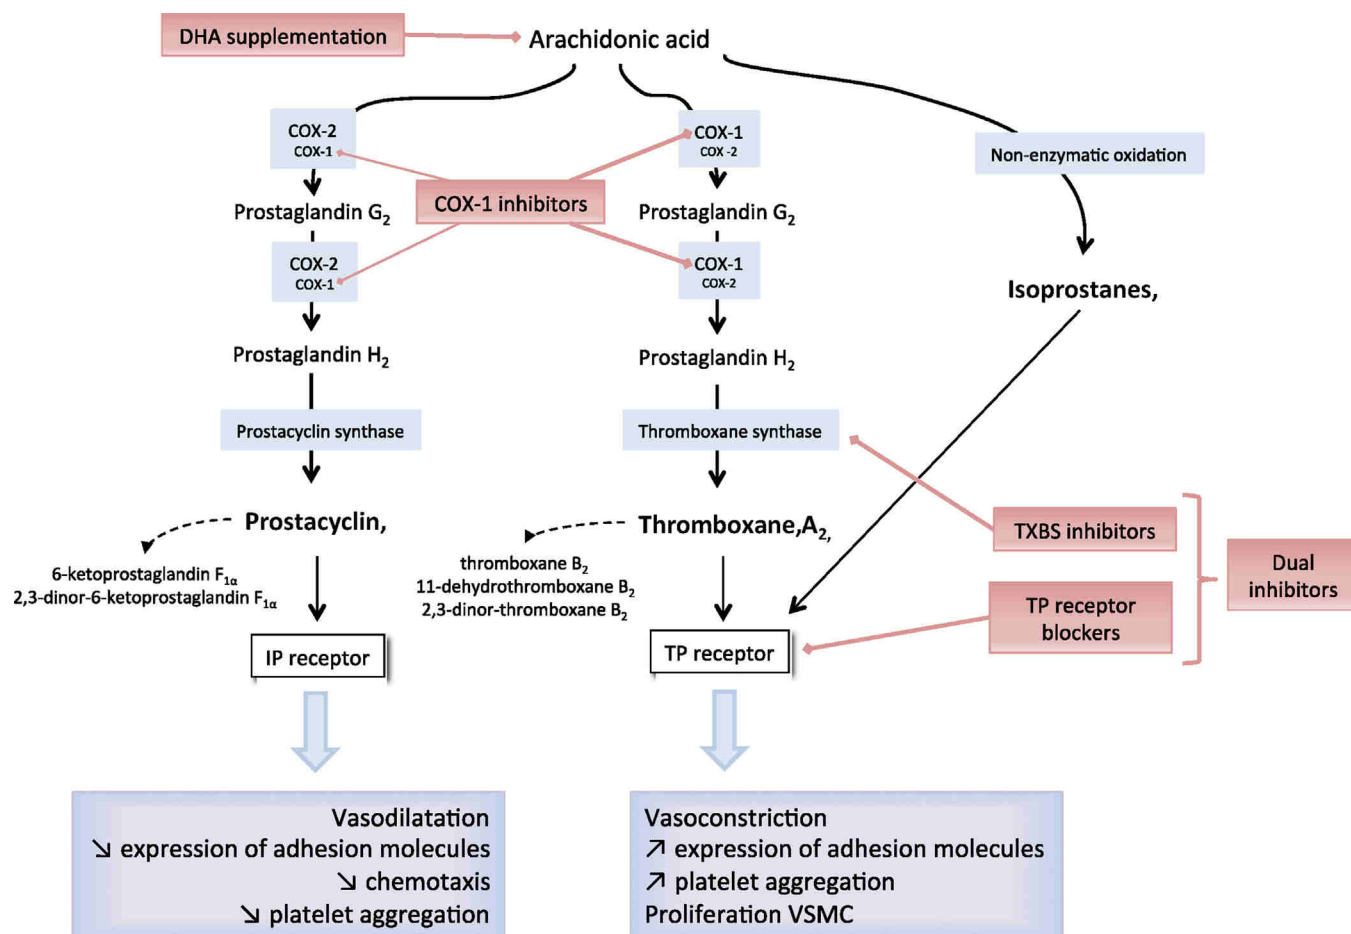 DHA supplementation
Arachidonic acid
COX-2
COX-1
COX-1
COX -2
Non-enzymatic oxidation
COX-1 inhibitors
Prostaglandin G2
Prostaglandin G2
COX-2
COX-1
COX-1
COX-2
Isoprostanes,
Prostaglandin H2
Prostaglandin H2
Prostacyclin synthase
Thromboxane synthase
Prostacyclin,
Thromboxane,A2,
TXBS inhibitors
Dual
inhibitors
6-ketoprostaglandin F1α
2,3-dinor-6-ketoprostaglandin F1α
thromboxane B2
11-dehydrothromboxane B2
2,3-dinor-thromboxane B2
TP receptor
blockers
IP receptor
TP receptor
Vasodilatation
↘ expression of adhesion molecules
↘ chemotaxis
↘ platelet aggregation
Vasoconstriction
↗ expression of adhesion molecules
↗ platelet aggregation
Proliferation VSMC